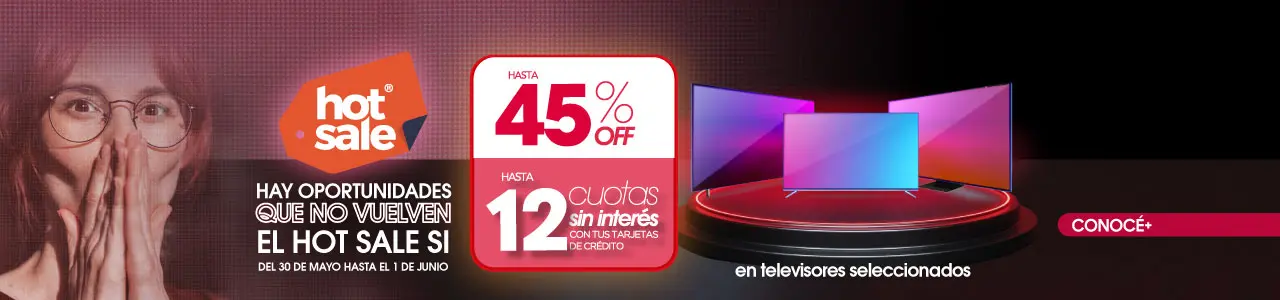 hot®
sale
HAY OPORTUNIDADES
QUE NO VUELVEN
EL HOT SALE SI
DEL 30 DE MAYO HASTA EL 1 DE JUNIO
HASTA
45%
OFF
HASTA
12 cuotas
sin interés
CON TUS TARJETAS
DE CRÉDITO
en televisores seleccionados
CONOCÉ+